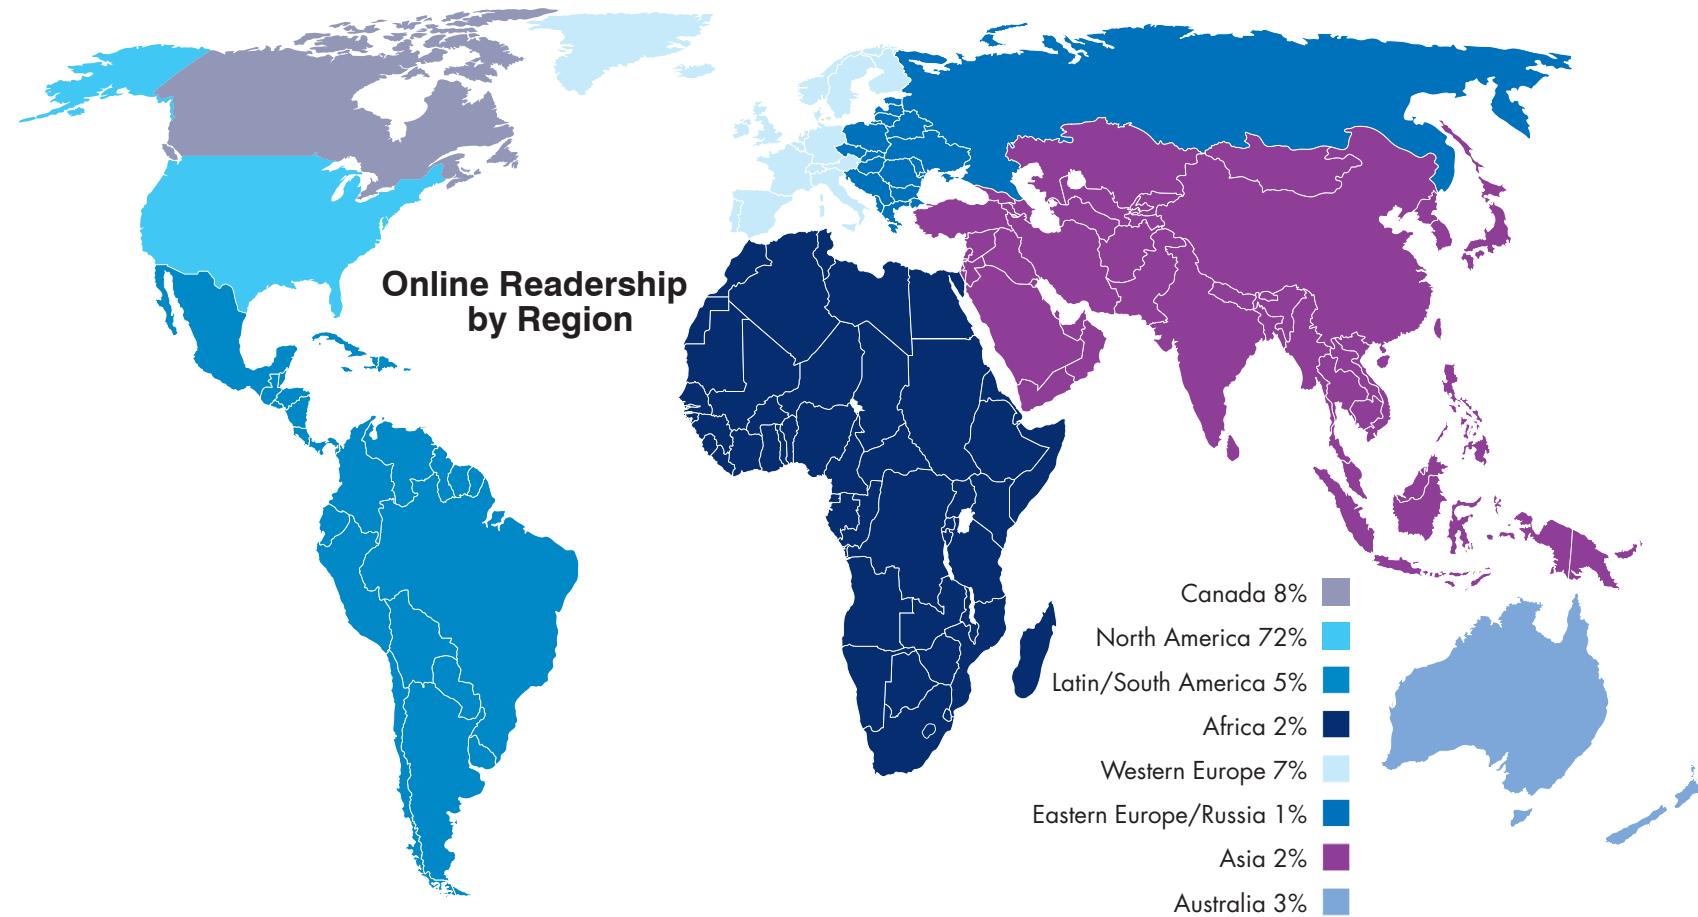 Online Readership
by Region
Canada 8%
North America 72%
Latin/South America 5%
Africa 2%
Western Europe 7%
Eastern Europe/Russia 1%
Asia 2%
Australia 3%